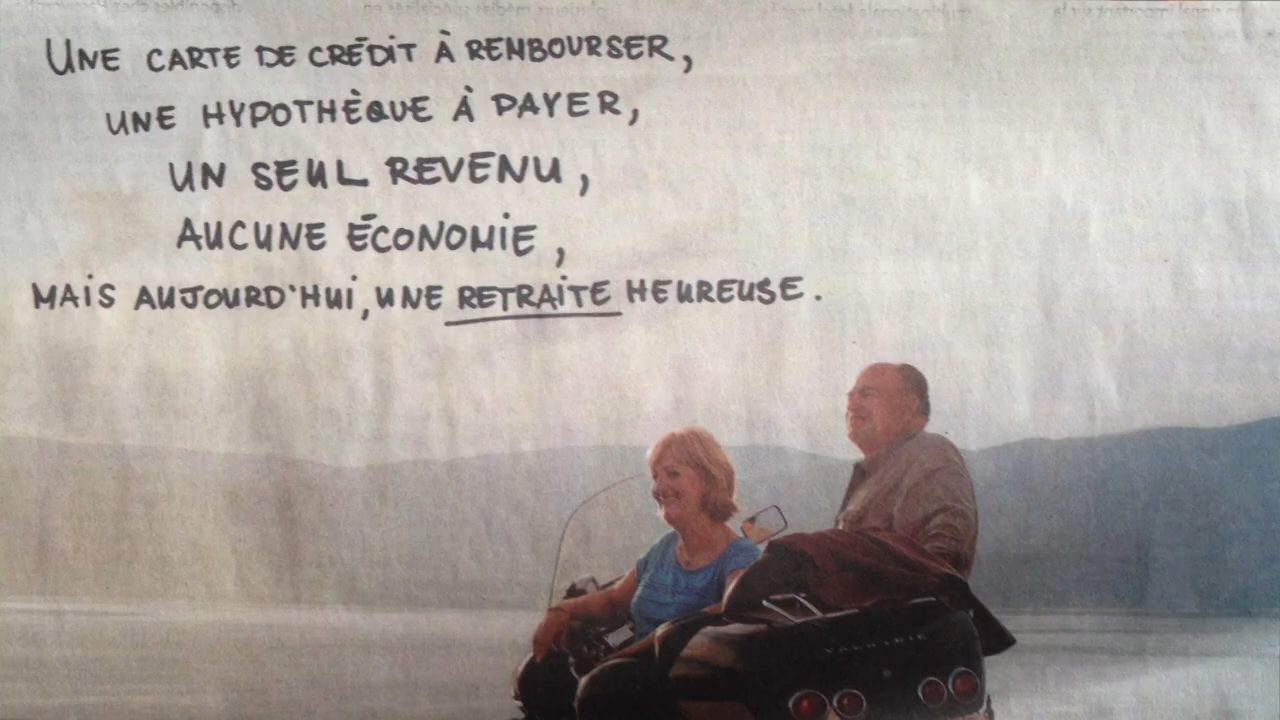 UNE CARTE DE CRÉDIT À REMBOURSER,
UNE HYPOTHÈQUE À PAYER,
UN SEUL REVENU,
AUCUNE ÉCONOMIE,
MAIS AUJOURD'HUI, UNE RETRAITE HEUREUSE.
VALKYRIE